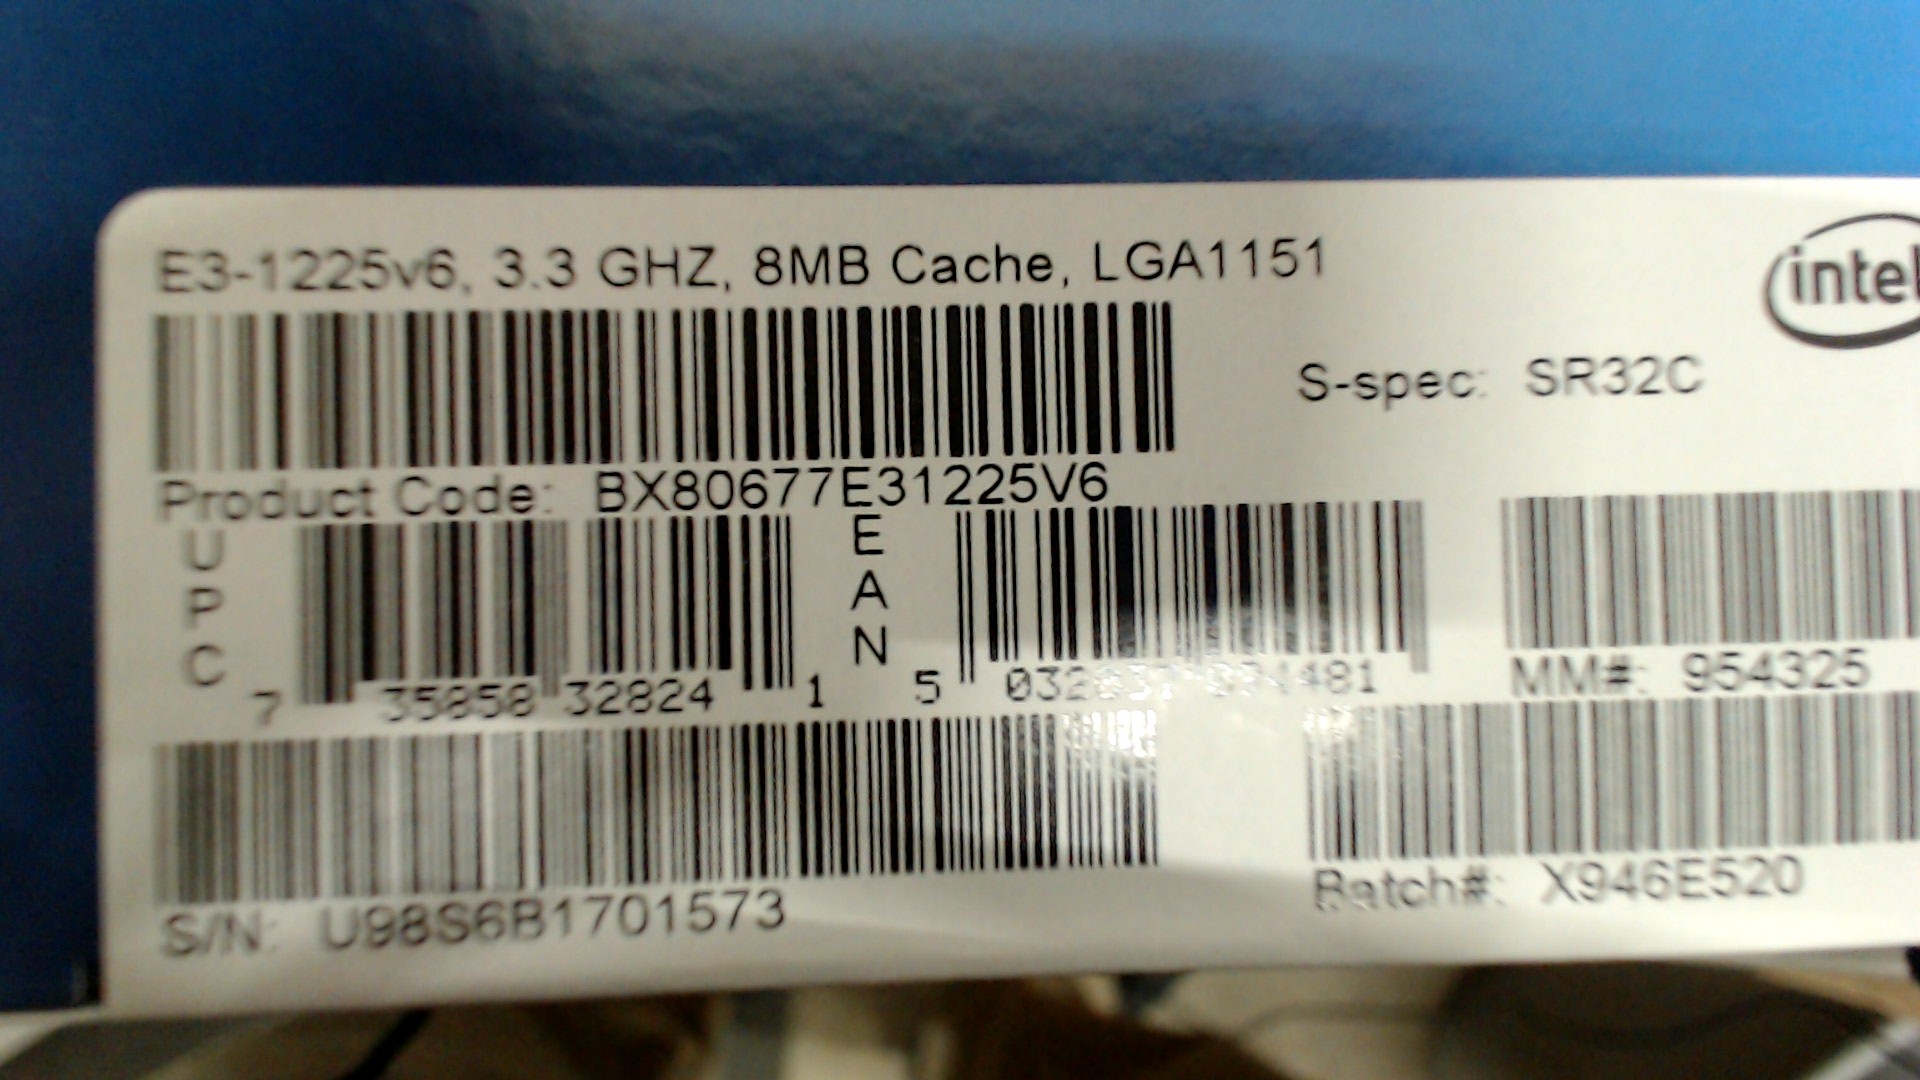 E3-1225v6, 3.3 GHZ, 8MB Cache, LGA1151
intel
S-spec: SR32C
Product Code: BX80677E31225V6
UPC
7 35858 32824 1
EAN
5
MM#: 954325
S/N: U98S6B1701573
Batch#: X946E520